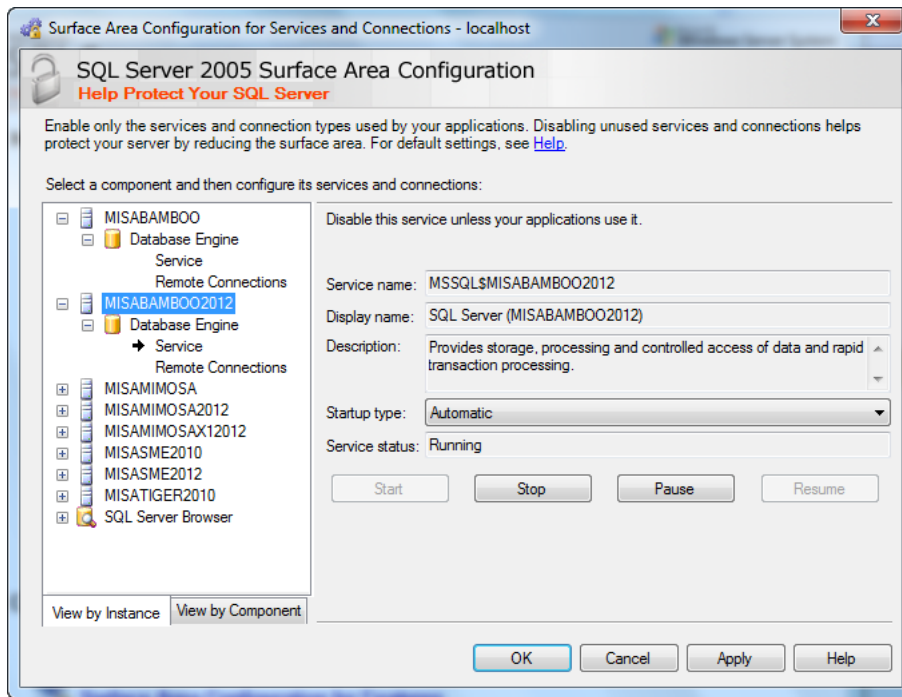 Surface Area Configuration for Services and Connections - localhost
SQL Server 2005 Surface Area Configuration
Help Protect Your SQL Server
Enable only the services and connection types used by your applications. Disabling unused services and connections helps
protect your server by reducing the surface area. For default settings, see Help.
Select a component and then configure its services and connections:
MISABAMBOO
Database Engine
Service
Remote Connections
MISABAMBOO2012
Database Engine
Service
Remote Connections
MISAMIMOSA
MISAMIMOSA2012
MISAMIMOSAX12012
MISASME2010
MISASME2012
MISATIGER2010
SQL Server Browser
View by Instance
View by Component
Disable this service unless your applications use it.
Service name: MSSQL$MISABAMBOO2012
Display name: SQL Server (MISABAMBOO2012)
Description: Provides storage, processing and controlled access of data and rapid
transaction processing.
Startup type: Automatic
Service status: Running
Start Stop Pause Resume
OK Cancel Apply Help